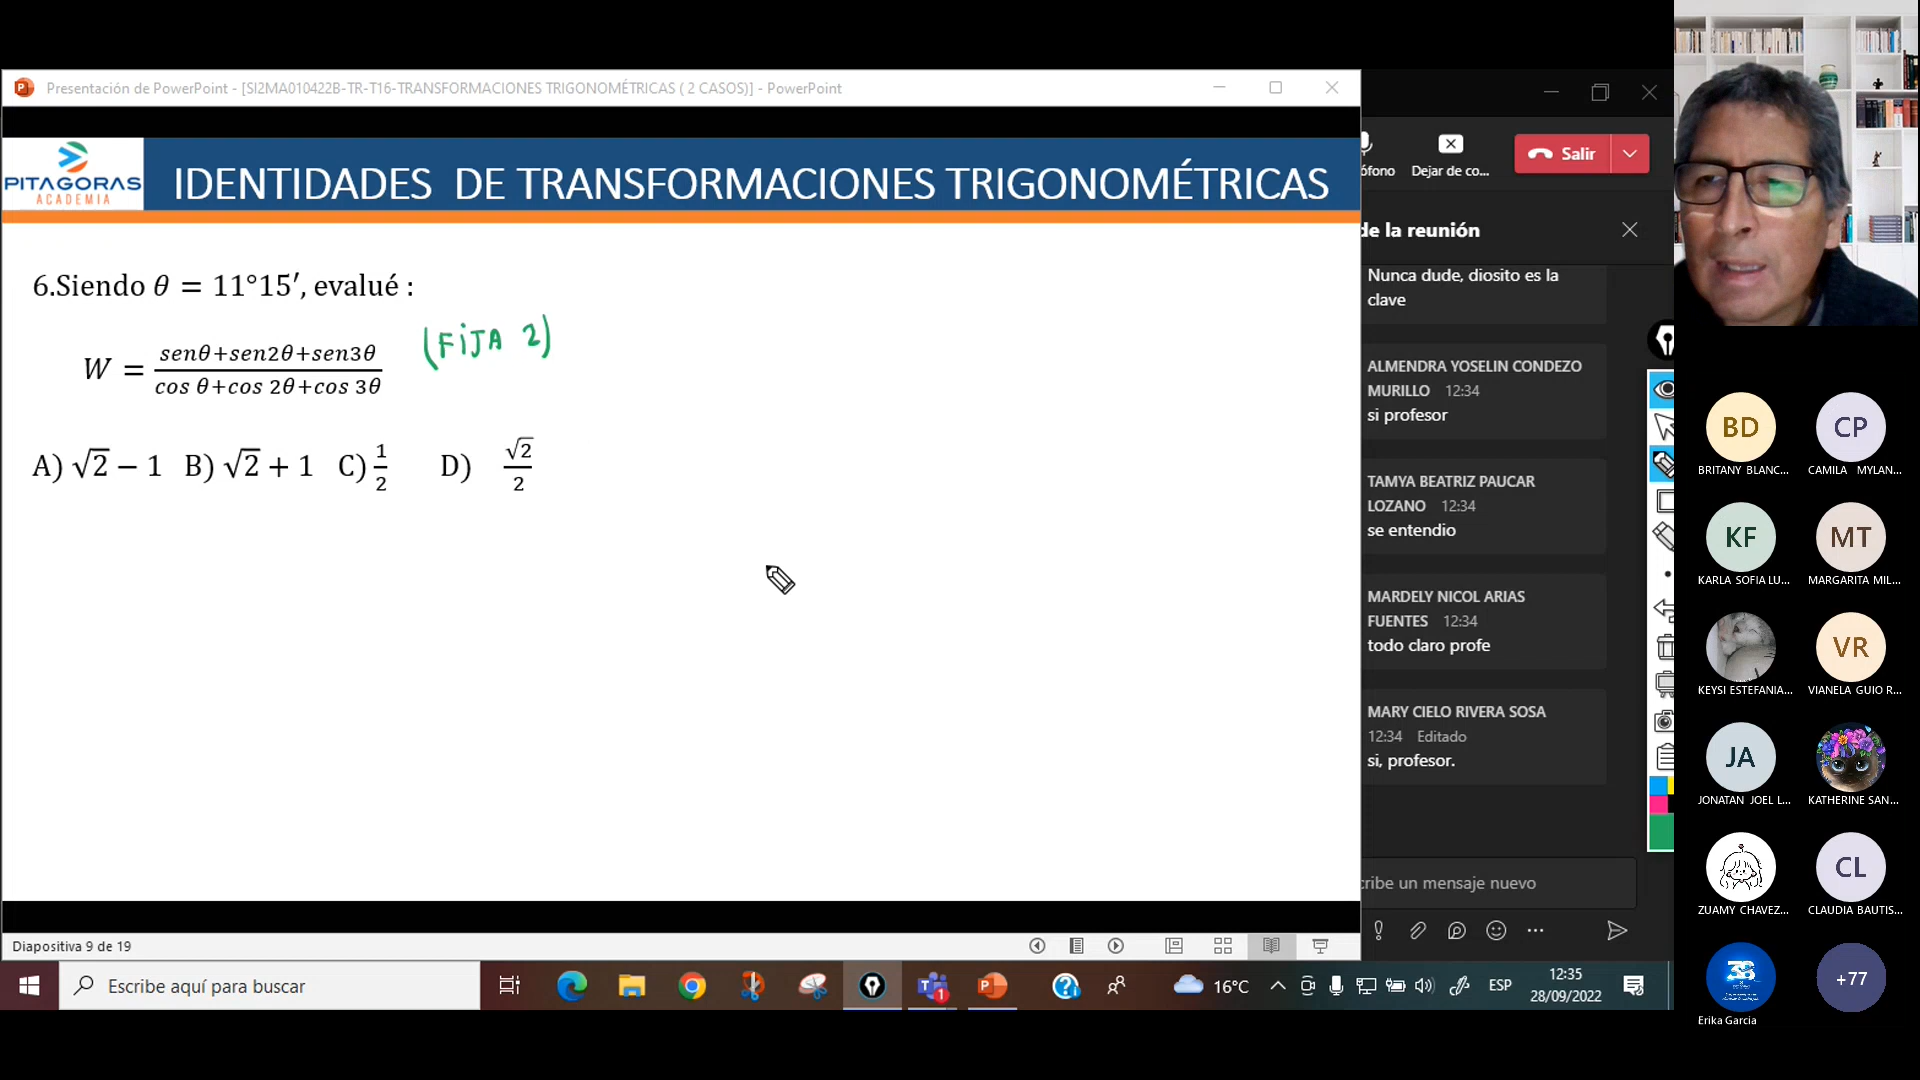 Presentación de PowerPoint - [SI2MA010422B-TR-T16-TRANSFORMACIONES TRIGONOMÉTRICAS ( 2 CASOS)] - PowerPoint
PITAGORAS
ACADEMIA
IDENTIDADES DE TRANSFORMACIONES TRIGONOMÉTRICAS
6.Siendo θ = 11°15′, evalué :
W = (senθ+sen2θ+sen3θ)/(cos θ+cos 2θ+cos 3θ)
(FiJA 2)
A) √2 − 1 B) √2 + 1 C) 1/2 D) √2/2
Diapositiva 9 de 19
ófono
Dejar de co...
Salir
de la reunión
Nunca dude, diosito es la
clave
ALMENDRA YOSELIN CONDEZO
MURILLO 12:34
si profesor
TAMYA BEATRIZ PAUCAR
LOZANO 12:34
se entendio
MARDELY NICOL ARIAS
FUENTES 12:34
todo claro profe
MARY CIELO RIVERA SOSA
12:34 Editado
si, profesor.
cribe un mensaje nuevo
BD
CP
BRITANY BLANC...
CAMILA MYLAN...
KF
MT
KARLA SOFIA LU...
MARGARITA MIL...
VR
KEYSI ESTEFANIA...
VIANELA GUIO R...
JA
JONATAN JOEL L...
KATHERINE SAN...
CL
ZUAMY CHAVEZ...
CLAUDIA BAUTIS...
+77
Erika Garcia
Escribe aquí para buscar
1
16°C
ESP
12:35
28/09/2022